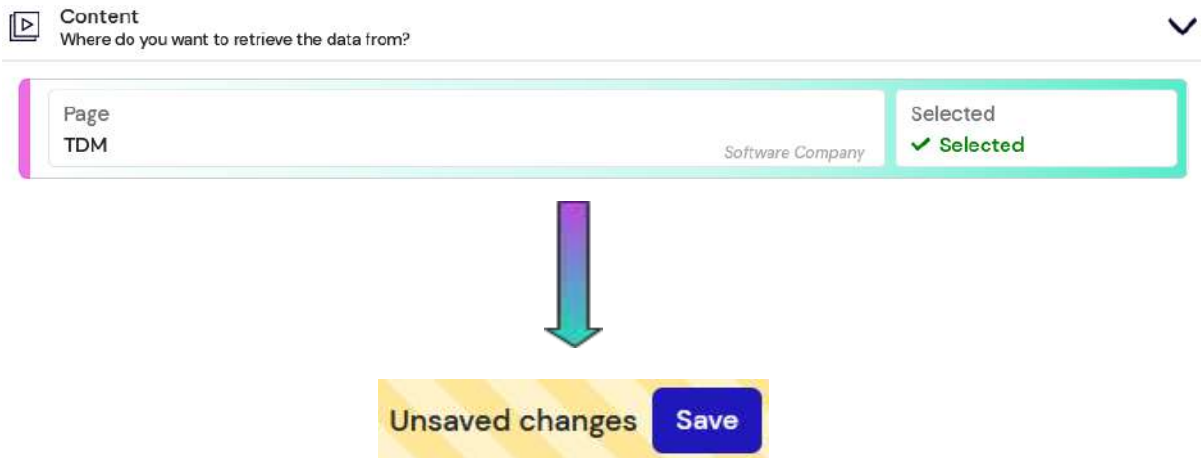 Content
Where do you want to retrieve the data from?
Page
TDM
Software Company
Selected
Selected
Unsaved changes
Save